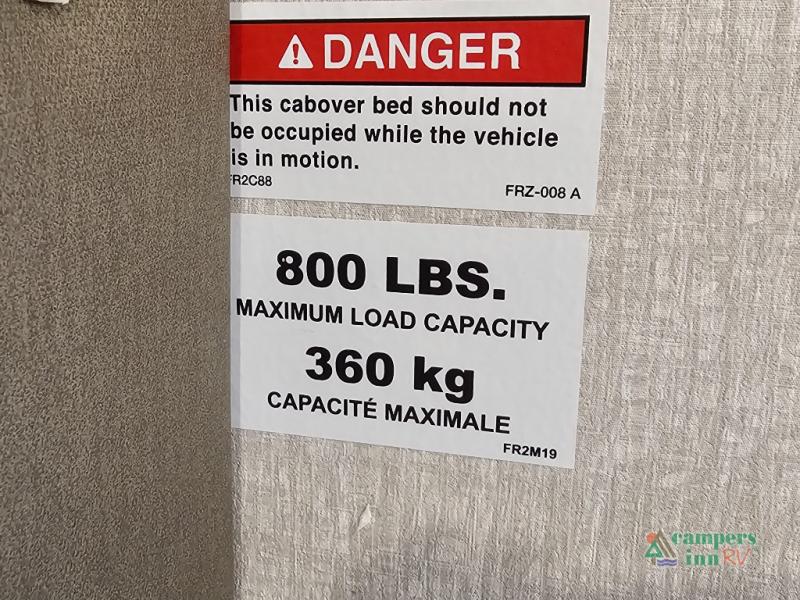 DANGER
This cabover bed should not
be occupied while the vehicle
is in motion.
FR2C88
FRZ-008 A
800 LBS.
MAXIMUM LOAD CAPACITY
360 kg
CAPACITÉ MAXIMALE
FR2M19
campers
inn RV